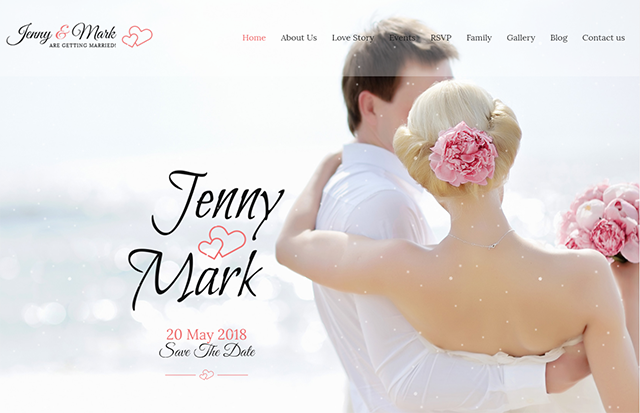 Jenny & Mark
ARE GETTING MARRIED!
Home About Us Love Story Events RSVP Family Gallery Blog Contact us
Jenny
Mark
20 May 2018
Save The Date